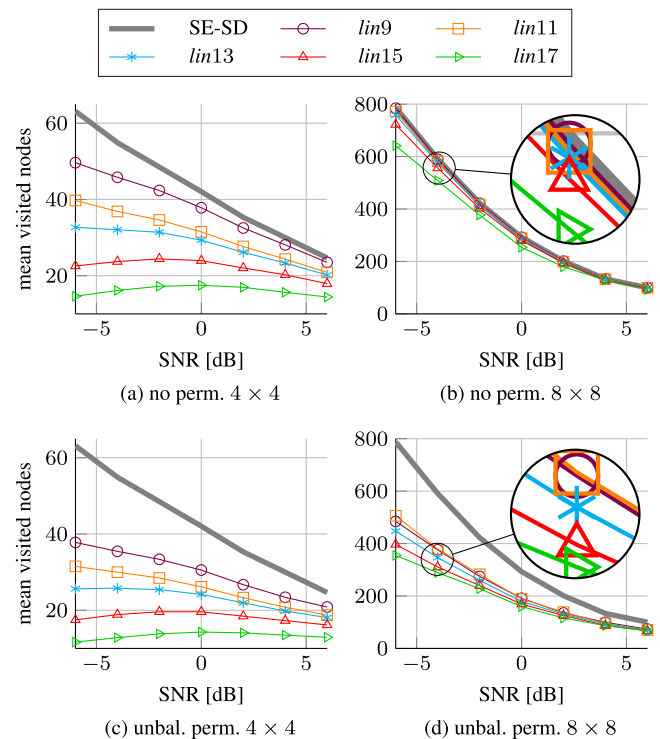 SE-SD lin9 lin11
lin13 lin15 lin17
60
40
20
mean visited nodes
−5 0 5
SNR [dB]
(a) no perm. 4 × 4
800
600
400
200
0
−5 0 5
SNR [dB]
(b) no perm. 8 × 8
60
40
20
mean visited nodes
−5 0 5
SNR [dB]
(c) unbal. perm. 4 × 4
800
600
400
200
0
−5 0 5
SNR [dB]
(d) unbal. perm. 8 × 8